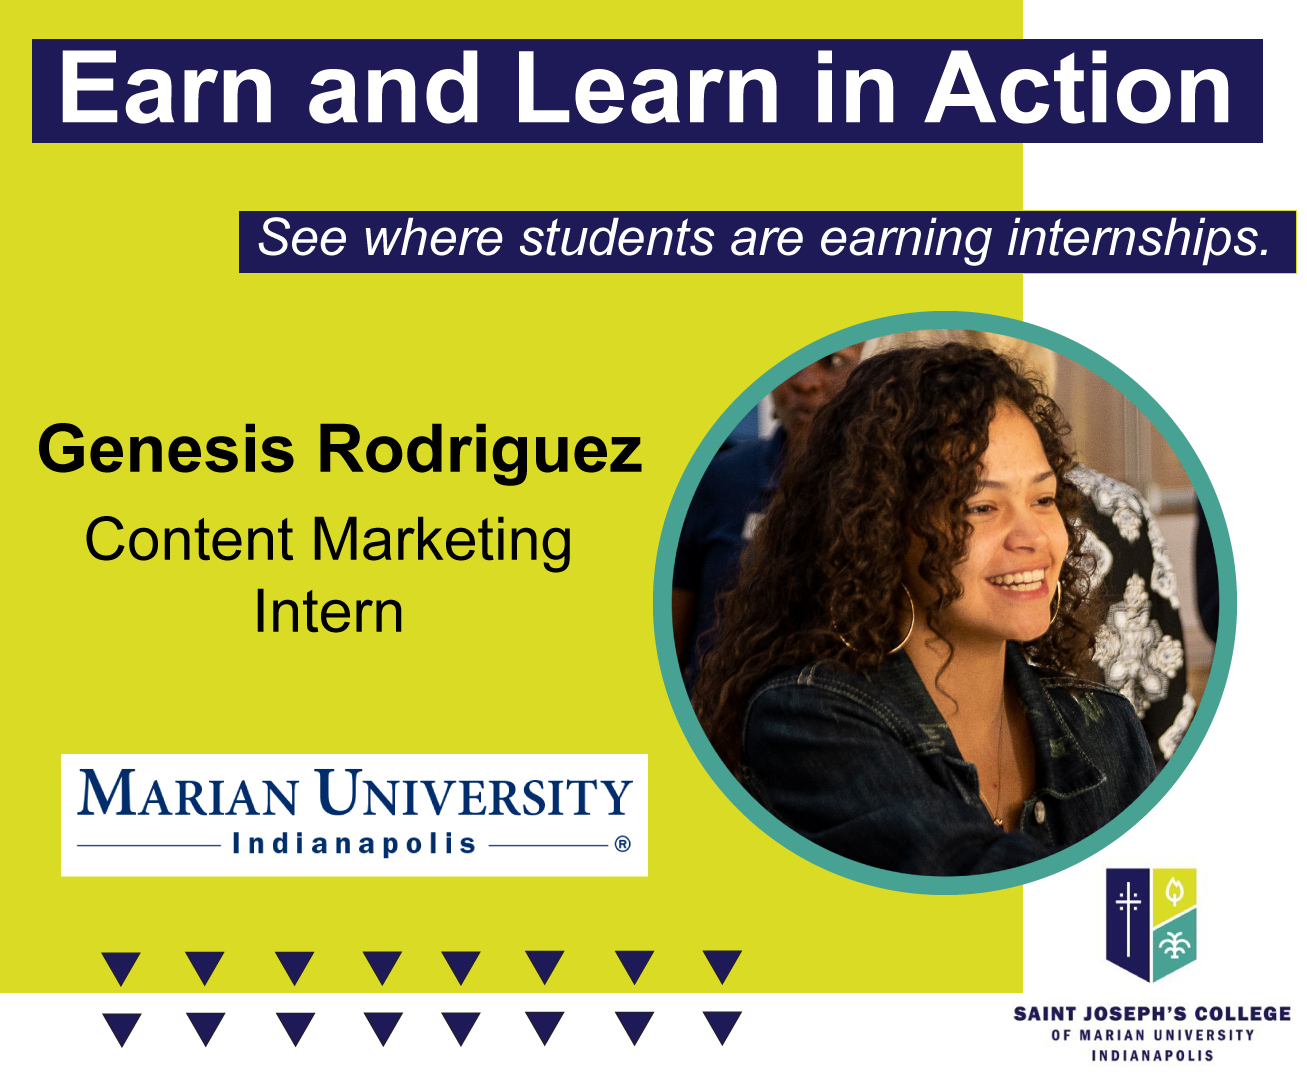 Earn and Learn in Action
See where students are earning internships.
Genesis Rodriguez
Content Marketing
Intern
MARIAN UNIVERSITY
Indianapolis ®
SAINT JOSEPH'S COLLEGE
OF MARIAN UNIVERSITY
INDIANAPOLIS